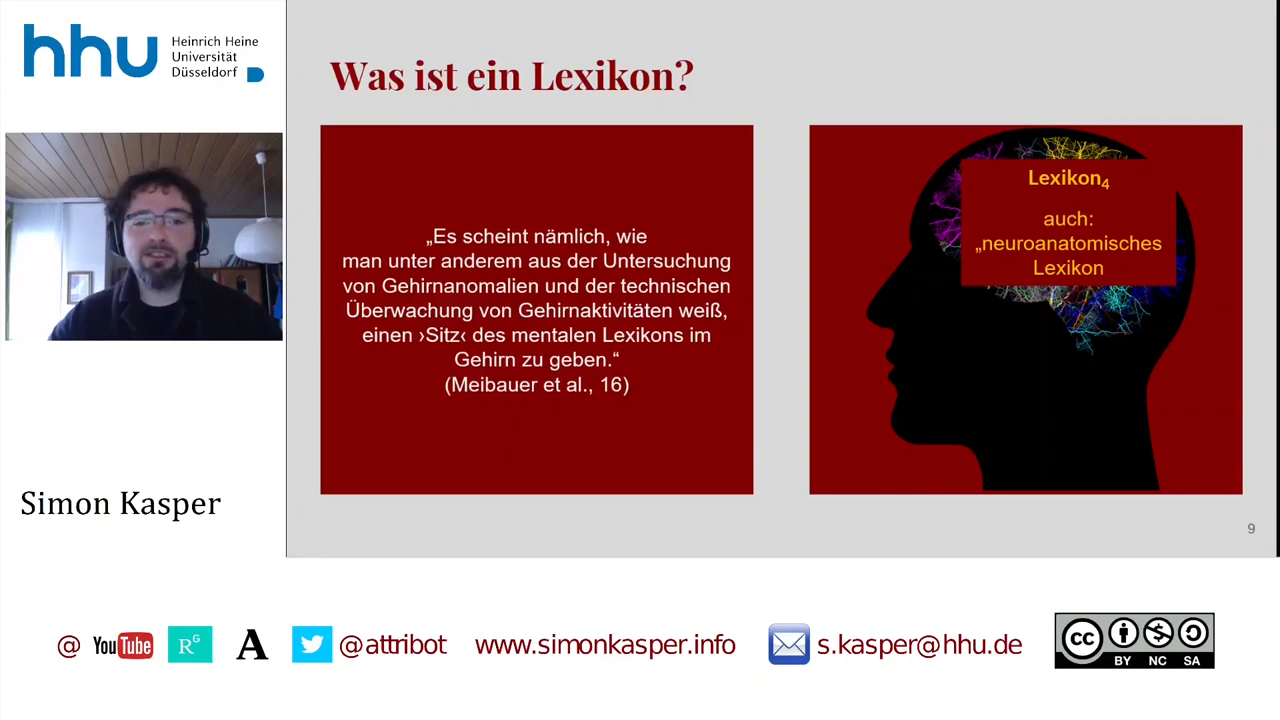 hhu
Heinrich Heine
Universität
Düsseldorf
Was ist ein Lexikon?
„Es scheint nämlich, wie
man unter anderem aus der Untersuchung
von Gehirnanomalien und der technischen
Überwachung von Gehirnaktivitäten weiß,
einen ›Sitz‹ des mentalen Lexikons im
Gehirn zu geben.“
(Meibauer et al., 16)
Lexikon₄
auch:
„neuroanatomisches
Lexikon
Simon Kasper
9
@ YouTube RG A @attribot www.simonkasper.info s.kasper@hhu.de
cc BY NC SA